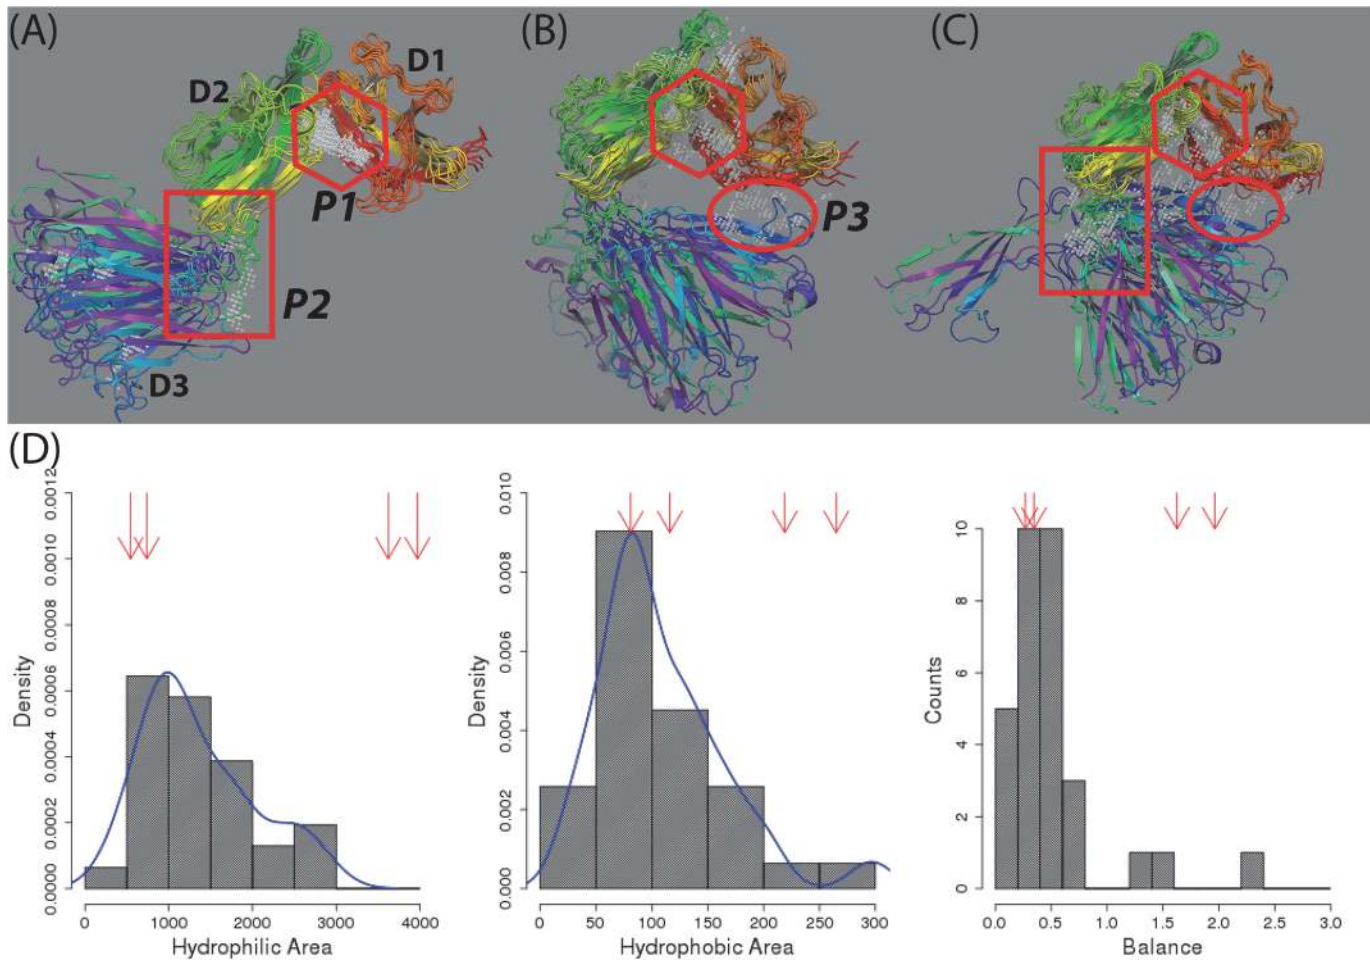 (A)
(B)
(C)
D1
D2
P1
P2
D3
P3
(D)
0.0012
0.0010
0.0008
0.0006
0.0004
0.0002
0.0000
Density
0 1000 2000 3000 4000
Hydrophilic Area
0.010
0.008
0.006
0.004
0.002
0.000
Density
0 50 100 150 200 250 300
Hydrophobic Area
10
8
6
4
2
0
Counts
0.0 0.5 1.0 1.5 2.0 2.5 3.0
Balance